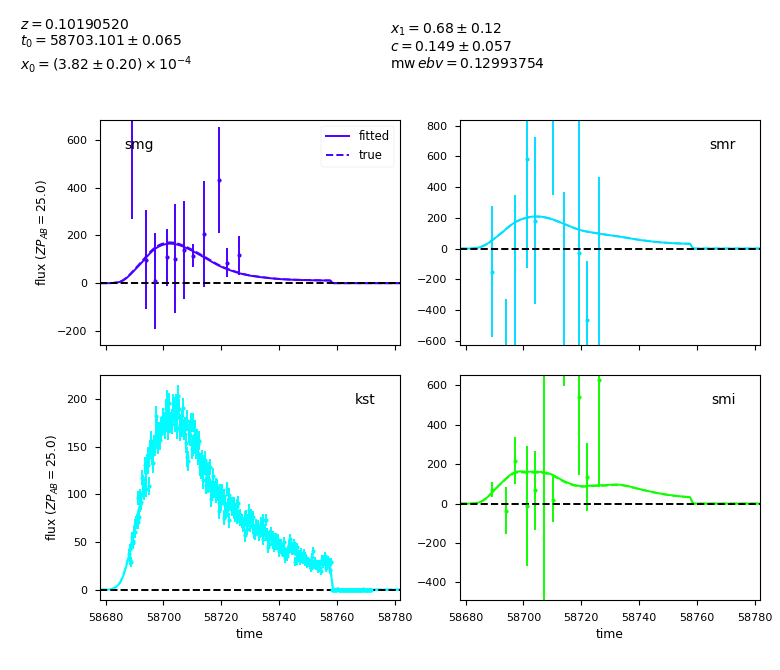 z = 0.10190520
t₀ = 58703.101 ± 0.065
x₀ = (3.82 ± 0.20) × 10⁻⁴
x₁ = 0.68 ± 0.12
c = 0.149 ± 0.057
mw ebv = 0.12993754
600
400
200
0
−200
flux (ZP_AB = 25.0)
smg
fitted
true
800
600
400
200
0
−200
−400
−600
smr
200
150
100
50
0
flux (ZP_AB = 25.0)
kst
58680 58700 58720 58740 58760 58780
time
600
400
200
0
−200
−400
smi
58680 58700 58720 58740 58760 58780
time